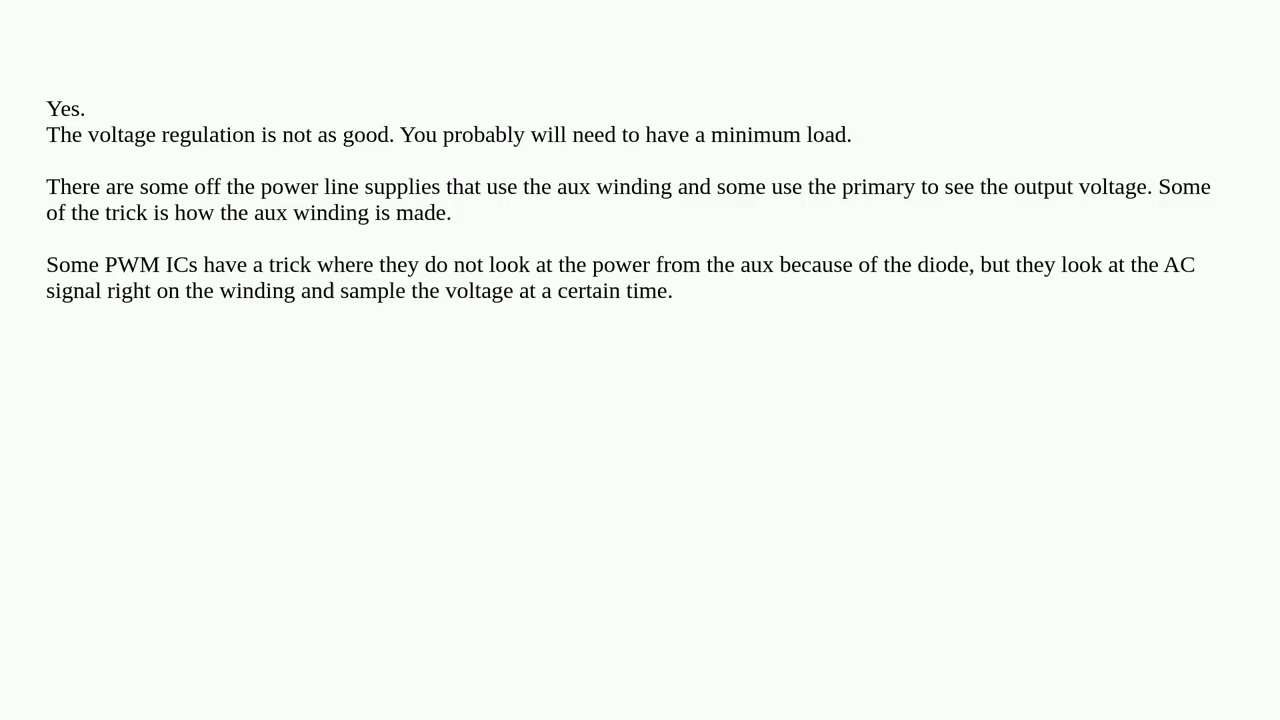 Yes.
The voltage regulation is not as good. You probably will need to have a minimum load.
There are some off the power line supplies that use the aux winding and some use the primary to see the output voltage. Some
of the trick is how the aux winding is made.
Some PWM ICs have a trick where they do not look at the power from the aux because of the diode, but they look at the AC
signal right on the winding and sample the voltage at a certain time.